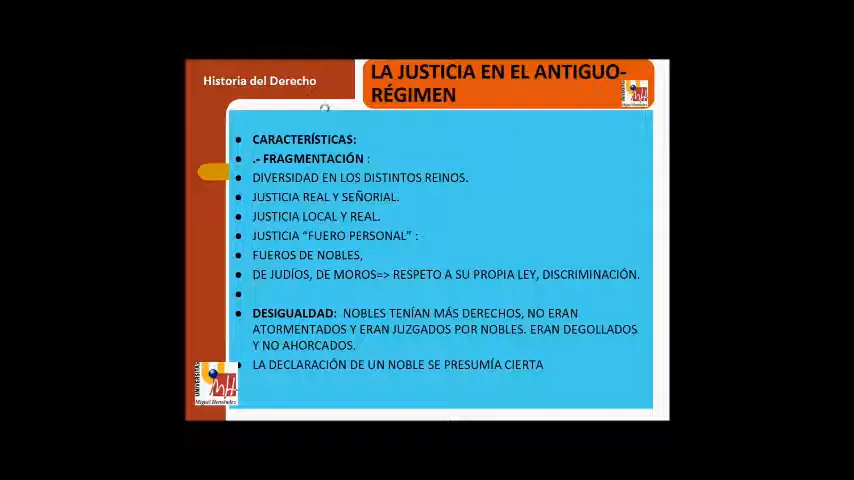 Historia del Derecho
LA JUSTICIA EN EL ANTIGUO-
RÉGIMEN
● CARACTERÍSTICAS:
● .- FRAGMENTACIÓN :
● DIVERSIDAD EN LOS DISTINTOS REINOS.
● JUSTICIA REAL Y SEÑORIAL.
● JUSTICIA LOCAL Y REAL.
● JUSTICIA “FUERO PERSONAL” :
● FUEROS DE NOBLES,
● DE JUDÍOS, DE MOROS=> RESPETO A SU PROPIA LEY, DISCRIMINACIÓN.
●
● DESIGUALDAD: NOBLES TENÍAN MÁS DERECHOS, NO ERAN
ATORMENTADOS Y ERAN JUZGADOS POR NOBLES. ERAN DEGOLLADOS
Y NO AHORCADOS.
● LA DECLARACIÓN DE UN NOBLE SE PRESUMÍA CIERTA
UNIVERSITAS
Miguel Hernández